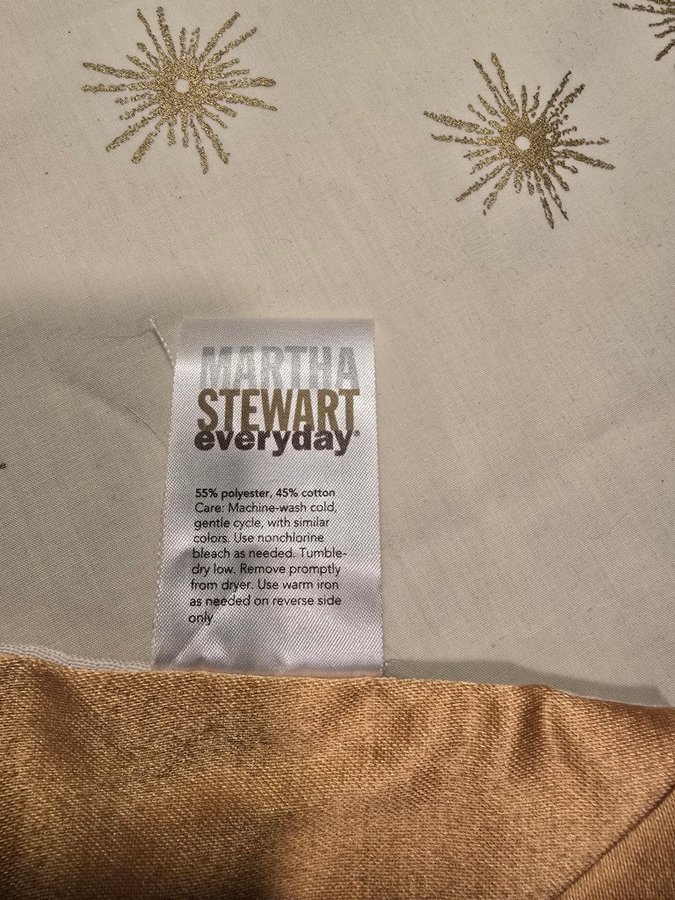 MARTHA
STEWART
everyday®
55% polyester, 45% cotton
Care: Machine-wash cold,
gentle cycle, with similar
colors. Use nonchlorine
bleach as needed. Tumble-
dry low. Remove promptly
from dryer. Use warm iron
as needed on reverse side
only